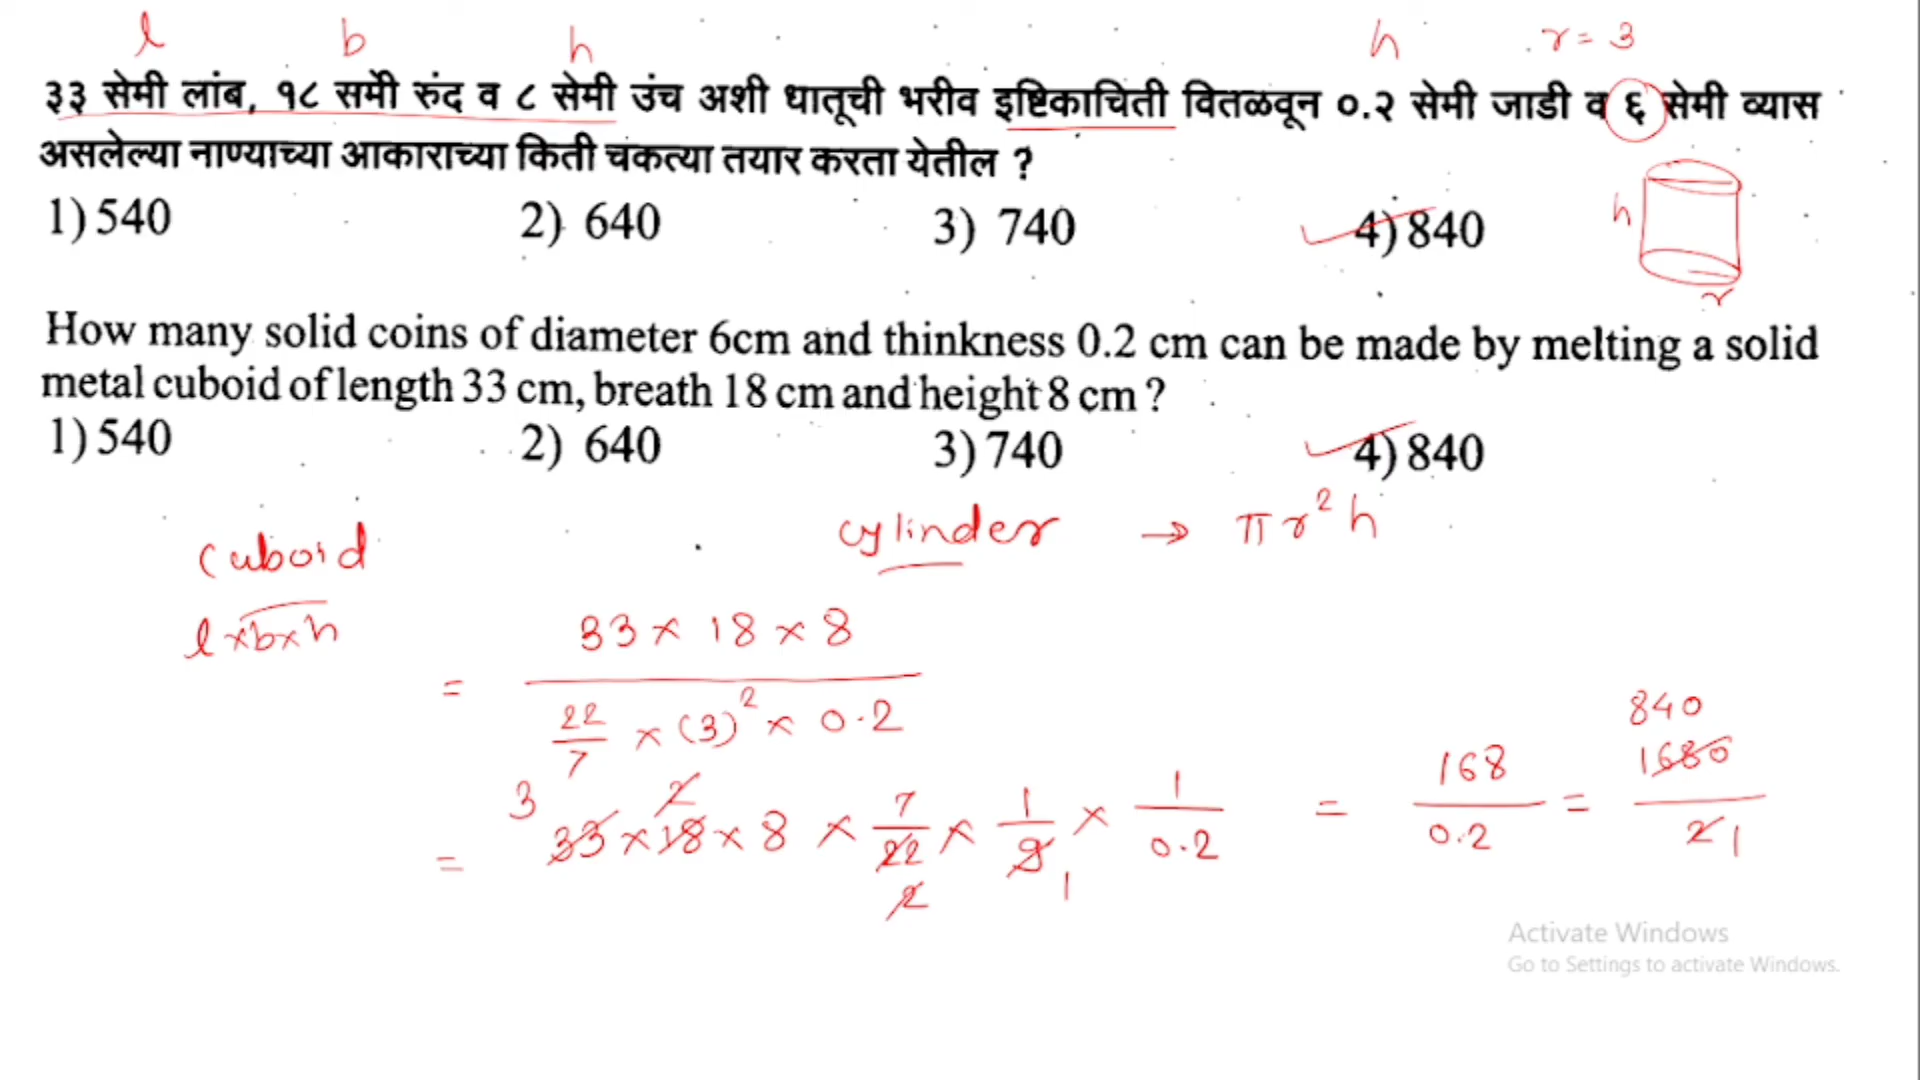 l b h h r = 3
३३ सेमी लांब, १८ समी रुंद व ८ सेमी उंच अशी धातूची भरीव इष्टिकाचिती वितळवून ०.२ सेमी जाडी व ६ सेमी व्यास
असलेल्या नाण्याच्या आकाराच्या किती चकत्या तयार करता येतील ?
1) 540 2) 640 3) 740 4) 840
h
r
How many solid coins of diameter 6cm and thinkness 0.2 cm can be made by melting a solid
metal cuboid of length 33 cm, breath 18 cm and height 8 cm ?
1) 540 2) 640 3) 740 4) 840
cuboid cylinder → πr²h
l×b×h 33 × 18 × 8
=
22/7 × (3)² × 0.2
3 2
= 33 × 18 × 8 × 7/22 × 1/9 × 1/0.2 = 168/0.2 = 1680/2 1
840
2 1
Activate Windows
Go to Settings to activate Windows.